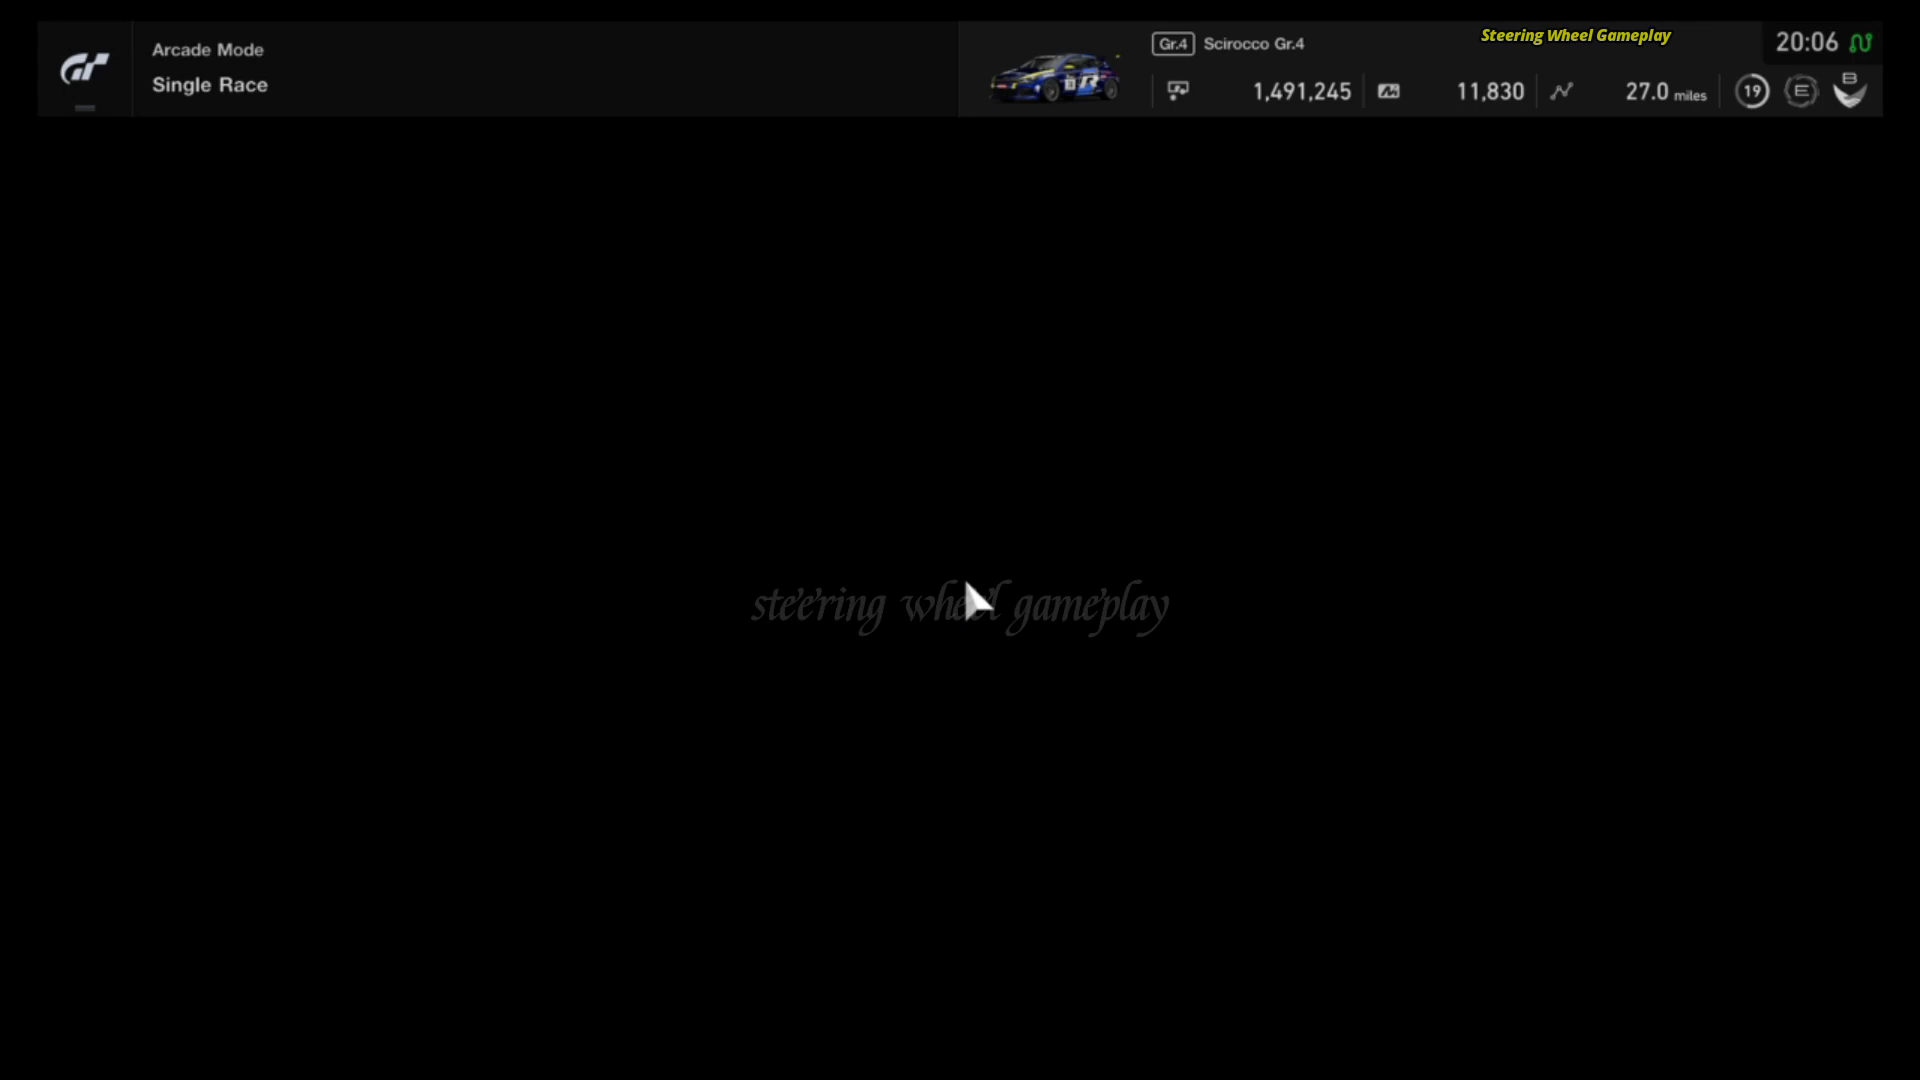 Arcade Mode
Single Race
Gr.4 Scirocco Gr.4
Steering Wheel Gameplay
20:06
1,491,245
11,830
27.0 miles
19
E
B
steering wheel gameplay